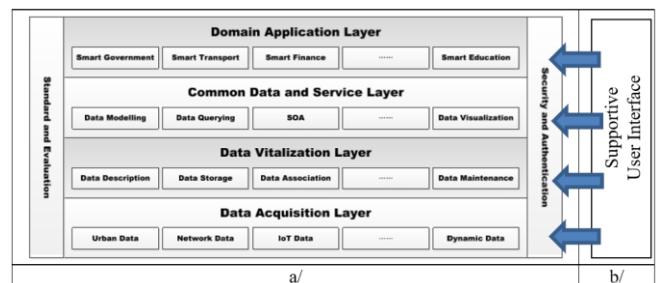 Domain Application Layer
Smart Government Smart Transport Smart Finance ...... Smart Education
Common Data and Service Layer
Data Modelling Data Querying SOA ...... Data Visualization
Data Vitalization Layer
Data Description Data Storage Data Association ...... Data Maintenance
Data Acquisition Layer
Urban Data Network Data IoT Data ...... Dynamic Data
Standard and Evaluation
Security and Authentication
Supportive
User Interface
a/
b/